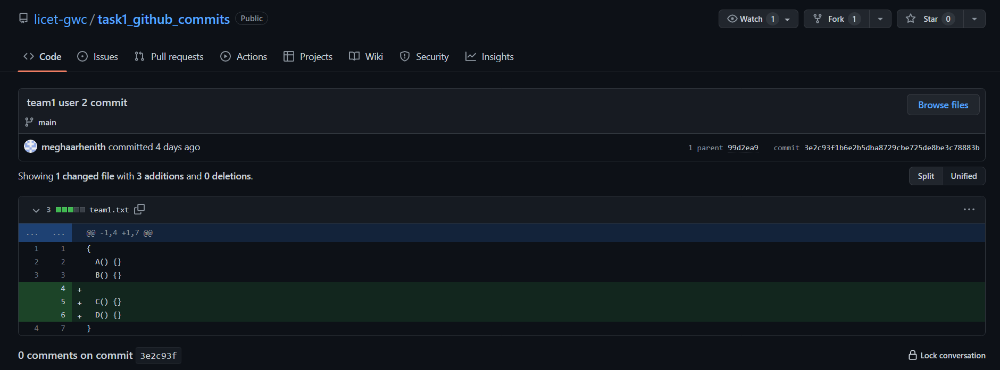 licet-gwc / task1_github_commits Public Watch 1 Fork 1 Star 0
Code Issues Pull requests Actions Projects Wiki Security Insights
team1 user 2 commit
Browse files
main
meghaarhenith committed 4 days ago 1 parent 99d2ea9 commit 3e2c93f1b6e2b5dba8729cbe725de8be3c78883b
Showing 1 changed file with 3 additions and 0 deletions.
Split Unified
3 team1.txt ...
... ... @@ -1,4 +1,7 @@
1 1 {
2 2 A() {}
3 3 B() {}
4 +
5 + C() {}
6 + D() {}
4 7 }
0 comments on commit 3e2c93f
Lock conversation